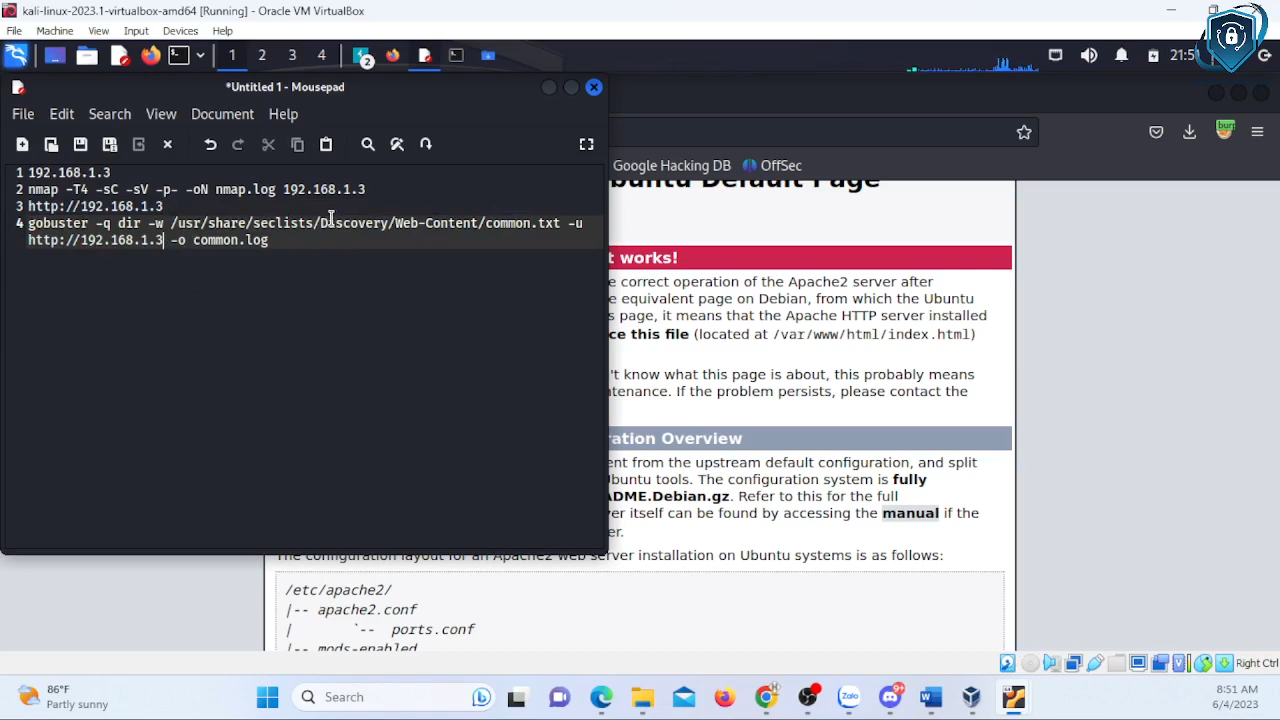 kali-linux-2023.1-virtualbox-amd64 [Running] - Oracle VM VirtualBox
File Machine View Input Devices Help
1 2 3 4 2 21:5
*Untitled 1 - Mousepad
File Edit Search View Document Help
Google Hacking DB OffSec
1 192.168.1.3
2 nmap -T4 -sC -sV -p- -oN nmap.log 192.168.1.3
3 http://192.168.1.3
4 gobuster -q dir -w /usr/share/seclists/Discovery/Web-Content/common.txt -u
http://192.168.1.3 -o common.log
buntu Default Page
t works!
e correct operation of the Apache2 server after
e equivalent page on Debian, from which the Ubuntu
s page, it means that the Apache HTTP server installed
ce this file (located at /var/www/html/index.html)
't know what this page is about, this probably means
ntenance. If the problem persists, please contact the
ration Overview
ent from the upstream default configuration, and split
Ubuntu tools. The configuration system is fully
ADME.Debian.gz. Refer to this for the full
ver itself can be found by accessing the manual if the
er.
The configuration layout for an Apache2 web server installation on Ubuntu systems is as follows:
/etc/apache2/
|-- apache2.conf
| `-- ports.conf
|-- mods-enabled
Right Ctrl
86°F
Partly sunny
Search
8:51 AM
6/4/2023